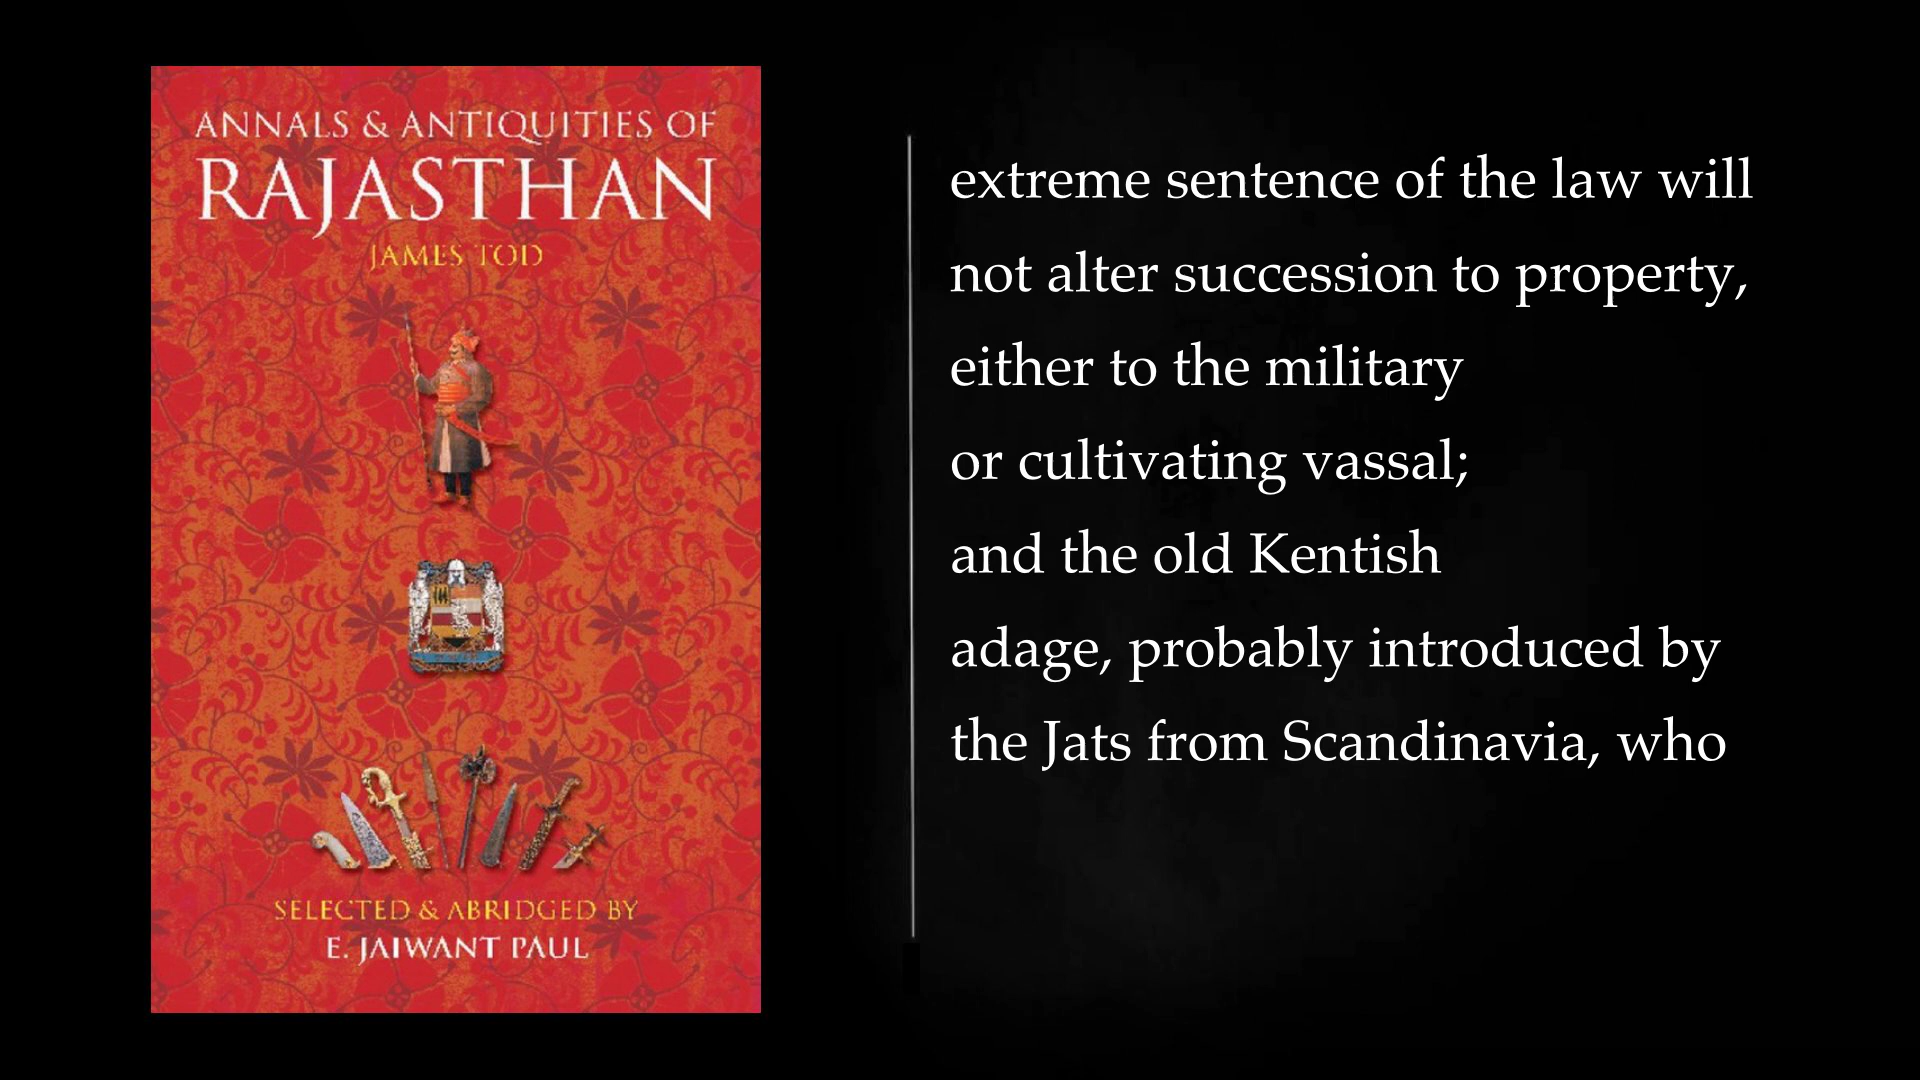 ANNALS & ANTIQUITIES OF
RAJASTHAN
JAMES TOD
SELECTED & ABRIDGED BY
E. JAIWANT PAUL
extreme sentence of the law will
not alter succession to property,
either to the military
or cultivating vassal;
and the old Kentish
adage, probably introduced by
the Jats from Scandinavia, who